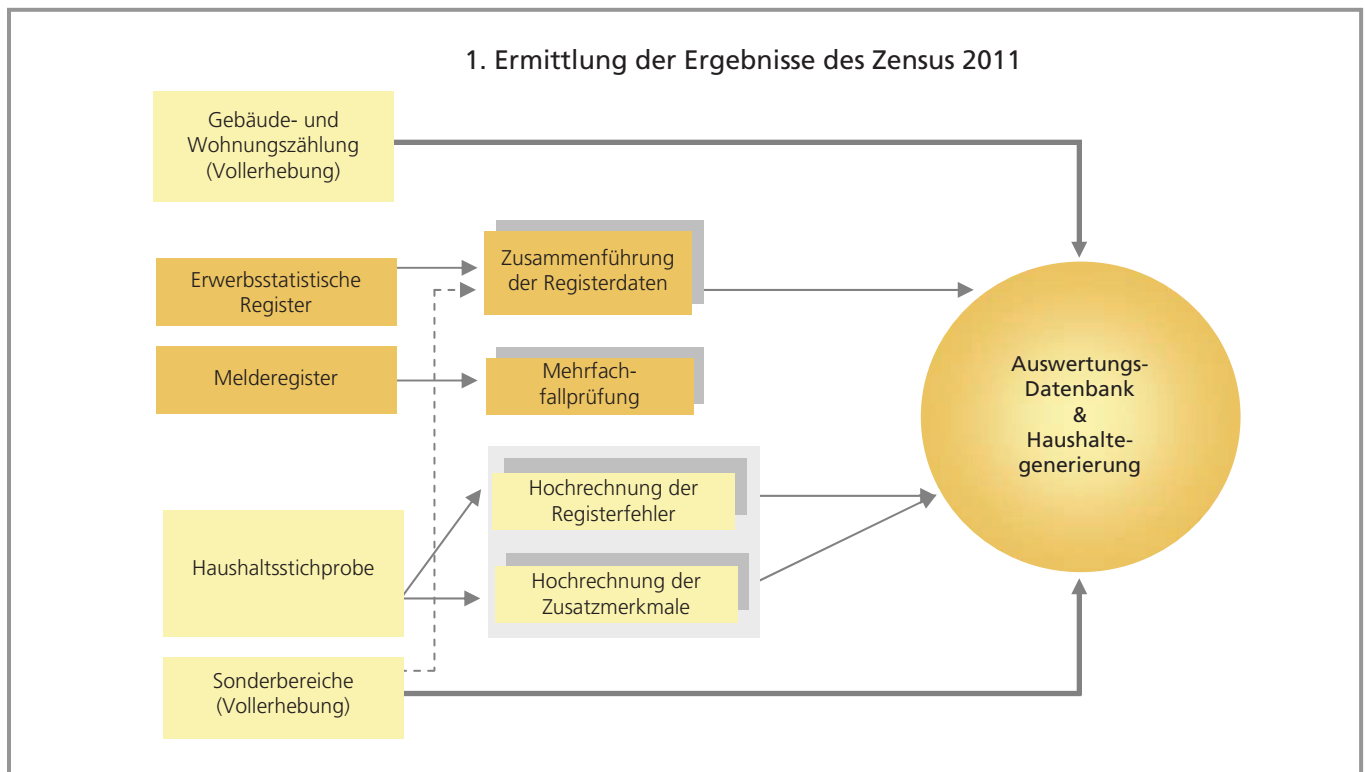 1. Ermittlung der Ergebnisse des Zensus 2011
Gebäude- und
Wohnungszählung
(Vollerhebung)
Erwerbsstatistische
Register
Zusammenführung
der Registerdaten
Melderegister
Mehrfach-
fallprüfung
Auswertungs-
Datenbank
&
Haushalte-
generierung
Haushaltsstichprobe
Hochrechnung der
Registerfehler
Hochrechnung der
Zusatzmerkmale
Sonderbereiche
(Vollerhebung)